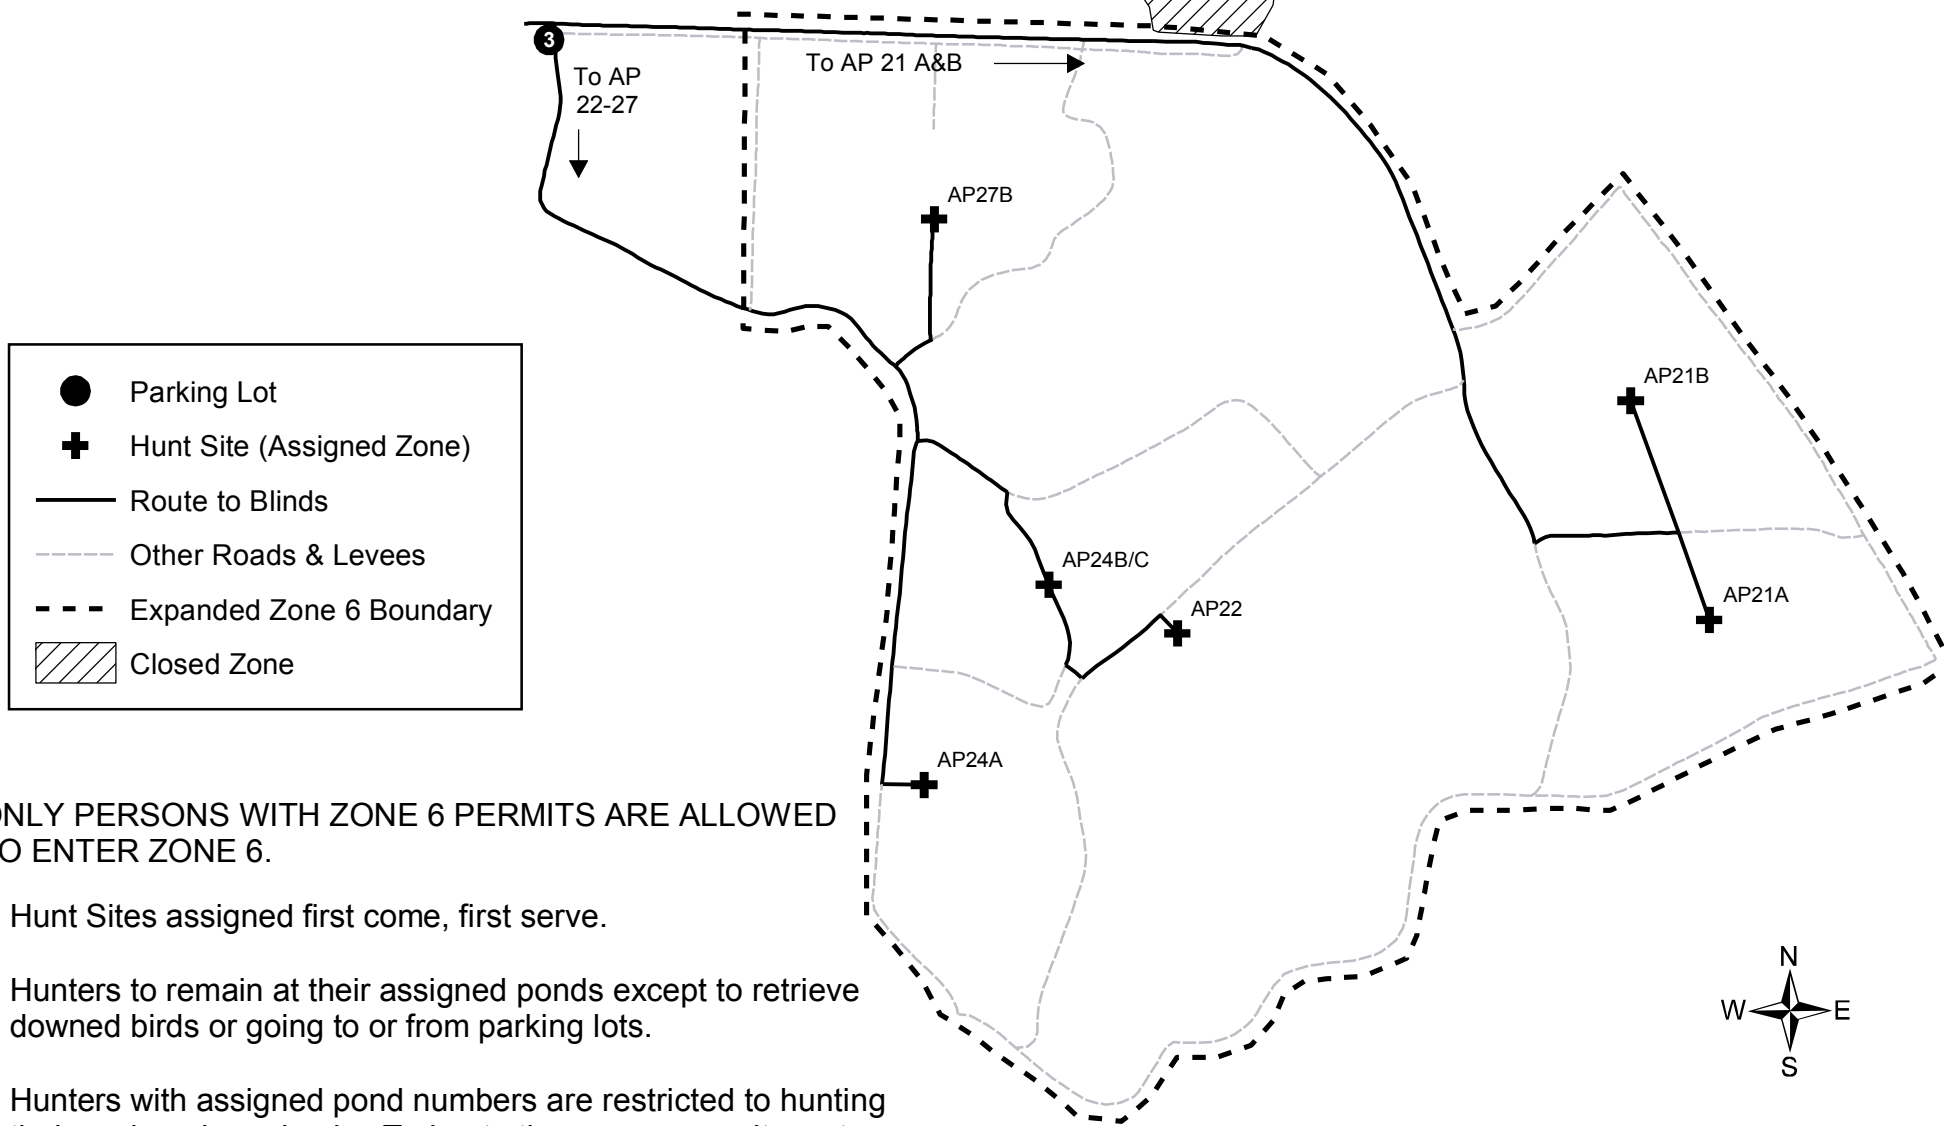 3
To AP
22-27
To AP 21 A&B
AP27B
AP21B
AP24B/C
AP22
AP21A
AP24A
Parking Lot
Hunt Site (Assigned Zone)
Route to Blinds
Other Roads & Levees
Expanded Zone 6 Boundary
Closed Zone
ONLY PERSONS WITH ZONE 6 PERMITS ARE ALLOWED
TO ENTER ZONE 6.
Hunt Sites assigned first come, first serve.
Hunters to remain at their assigned ponds except to retrieve
downed birds or going to or from parking lots.
Hunters with assigned pond numbers are restricted to hunting
N
W
E
S